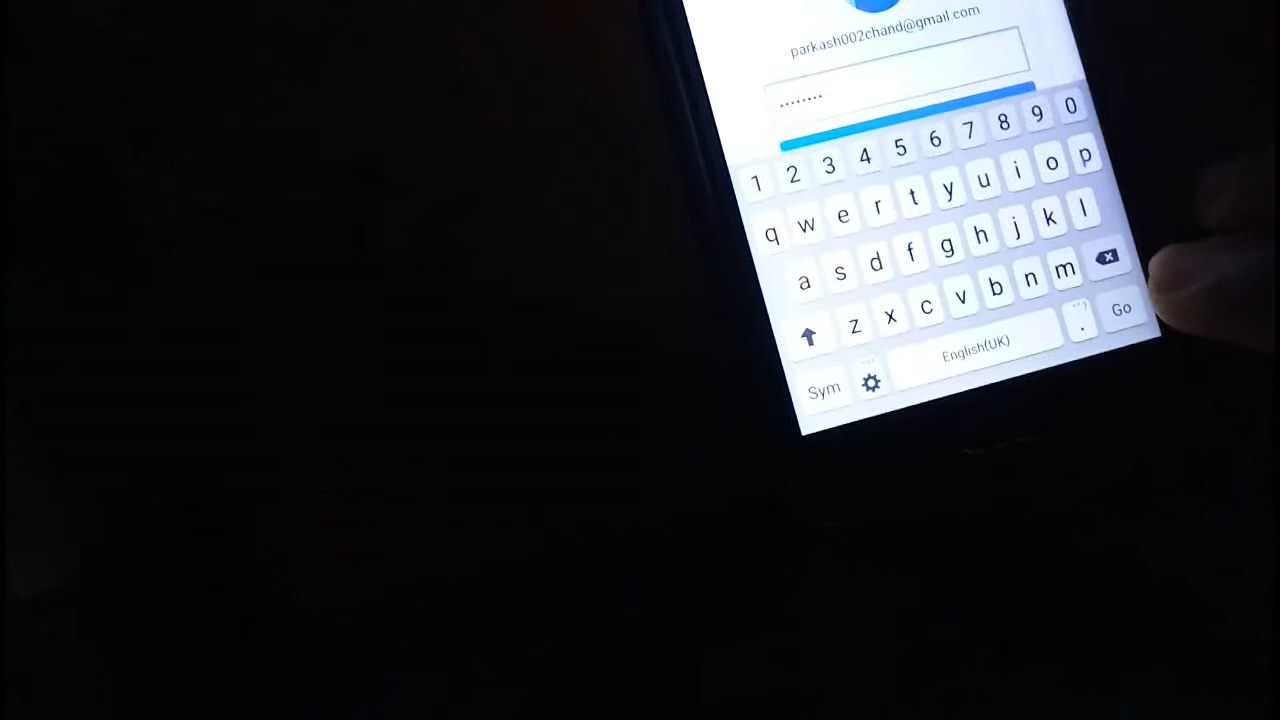 parkash002chand@gmail.com
........
1 2 3 4 5 6 7 8 9 0
q w e r t y u i o p
a s d f g h j k l
z x c v b n m
Sym English(UK) . Go